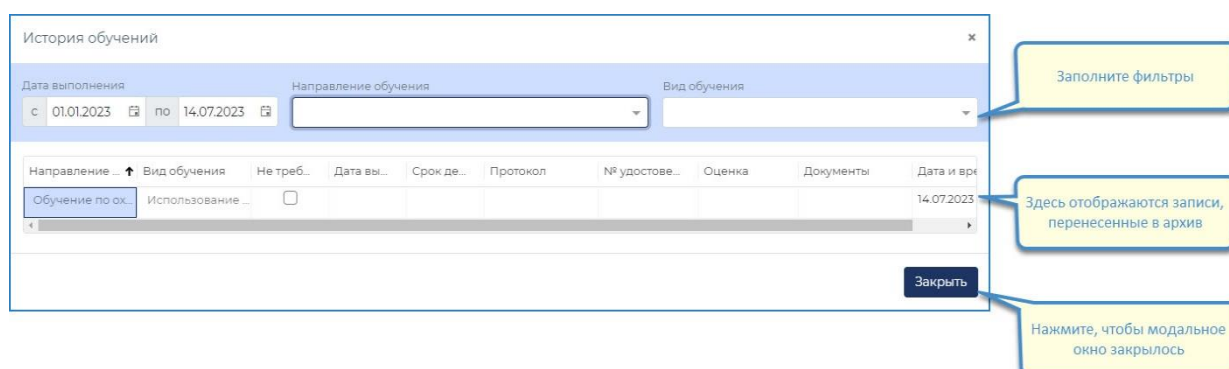 История обучений ×
Заполните фильтры
Дата выполнения Направление обучения Вид обучения
с 01.01.2023 по 14.07.2023
Направление ... Вид обучения Не треб... Дата вы... Срок де... Протокол № удостове... Оценка Документы Дата и вре
Обучение по ох... Использование ... 14.07.2023
Здесь отображаются записи,
перенесенные в архив
Закрыть
Нажмите, чтобы модальное
окно закрылось